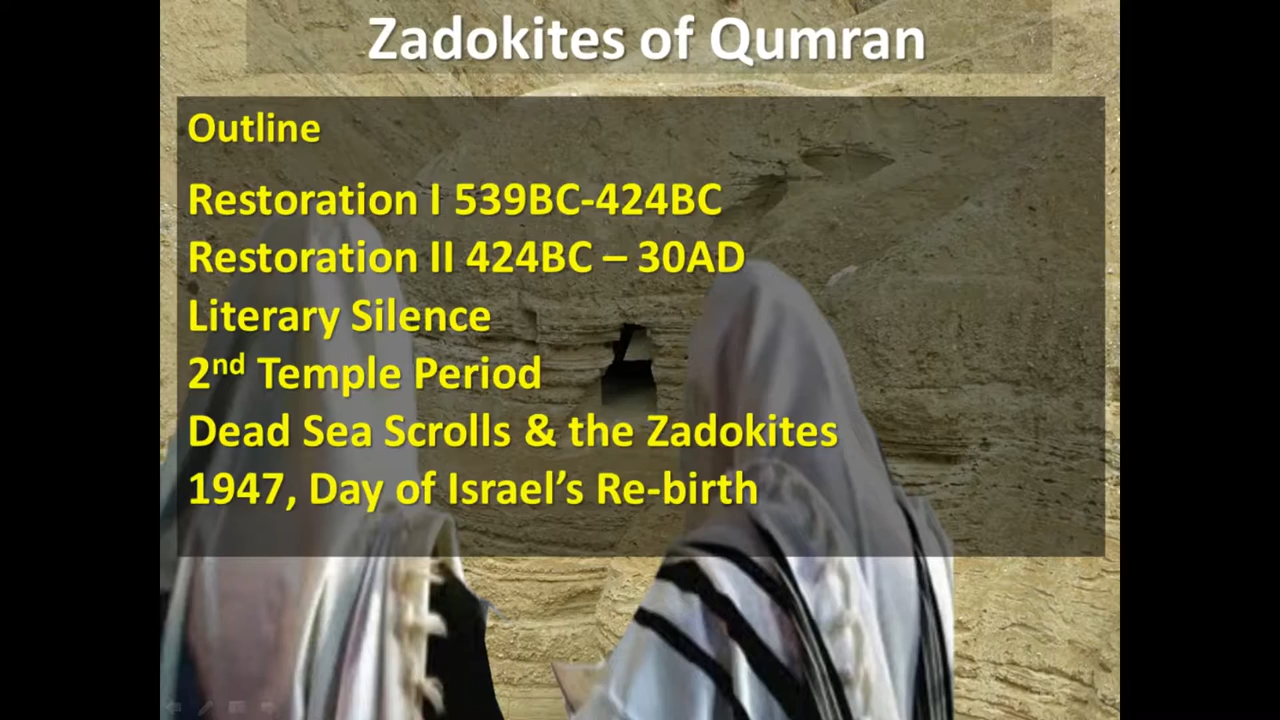 Zadokites of Qumran
Outline
Restoration I 539BC-424BC
Restoration II 424BC – 30AD
Literary Silence
2nd Temple Period
Dead Sea Scrolls & the Zadokites
1947, Day of Israel’s Re-birth